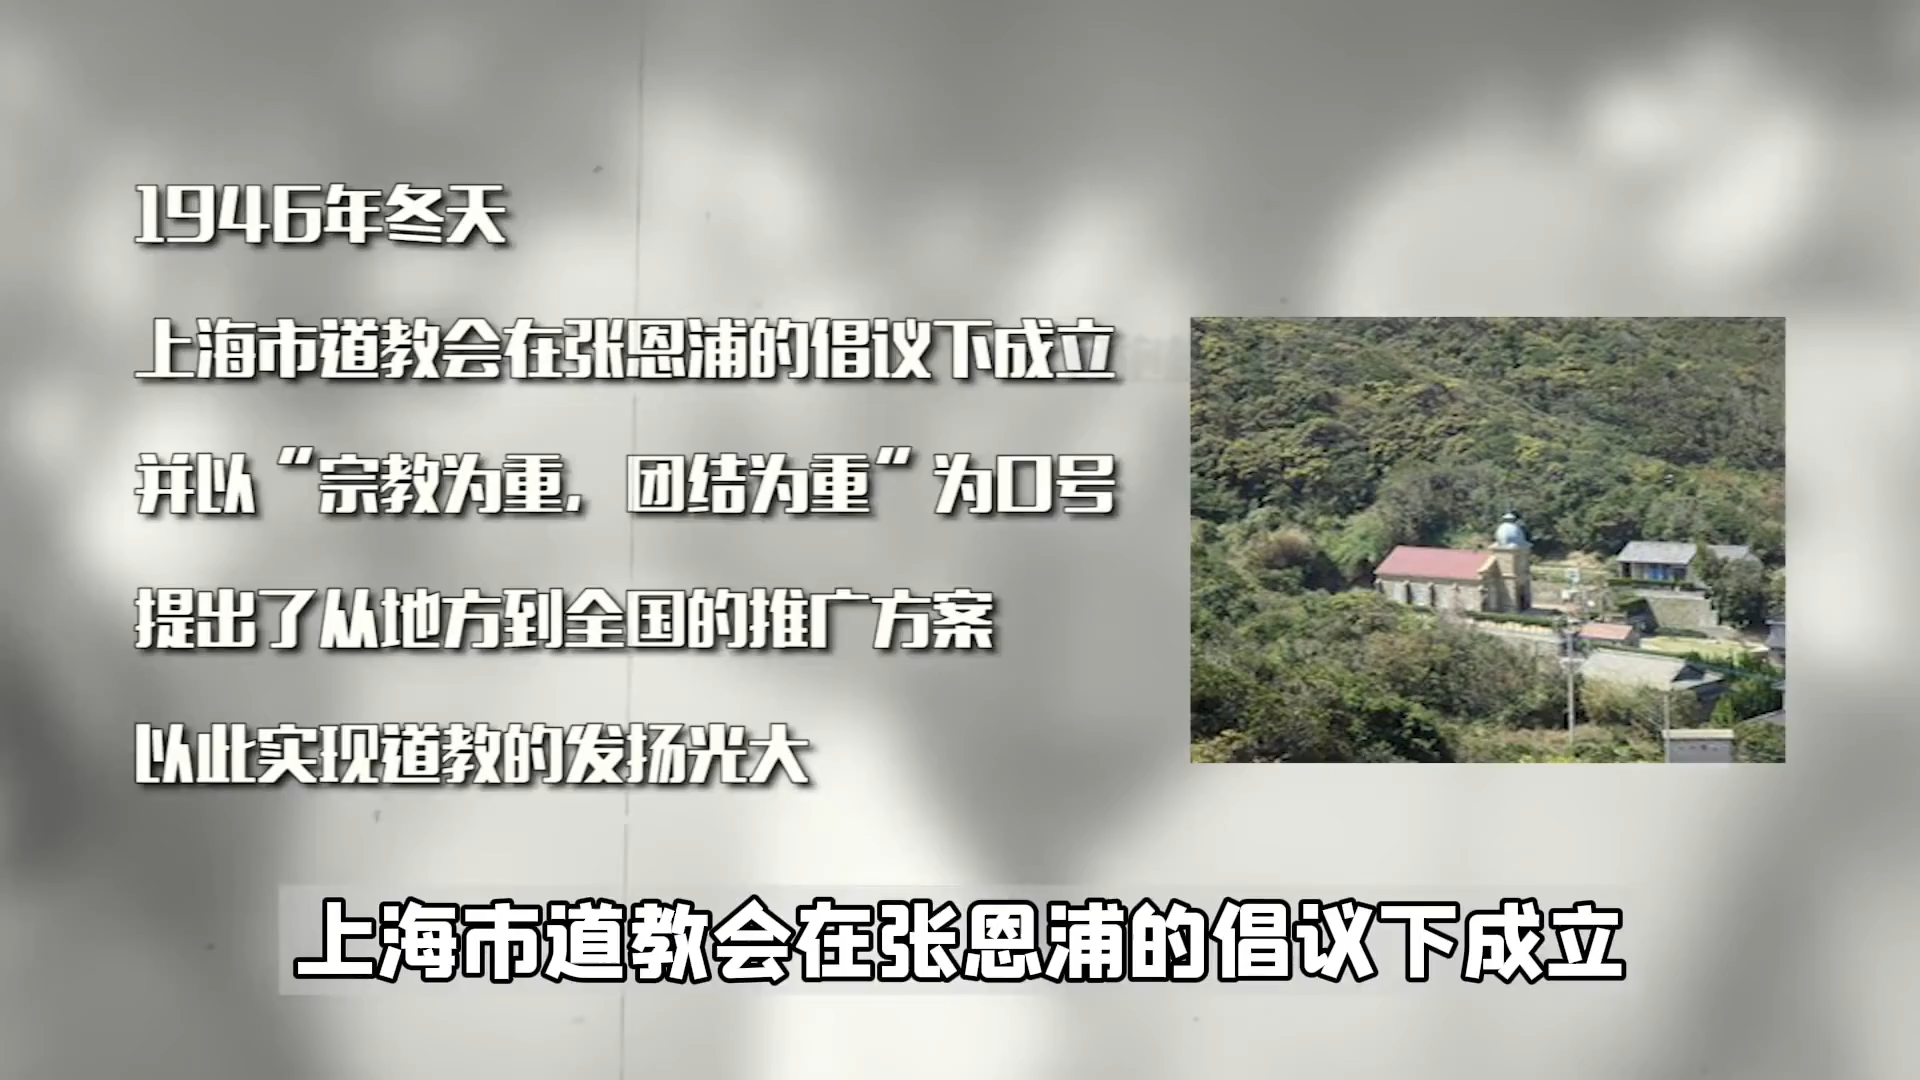 1946年冬天
上海市道教会在张恩浦的倡议下成立
并以“宗教为重，团结为重”为口号
提出了从地方到全国的推广方案
以此实现道教的发扬光大
上海市道教会在张恩浦的倡议下成立